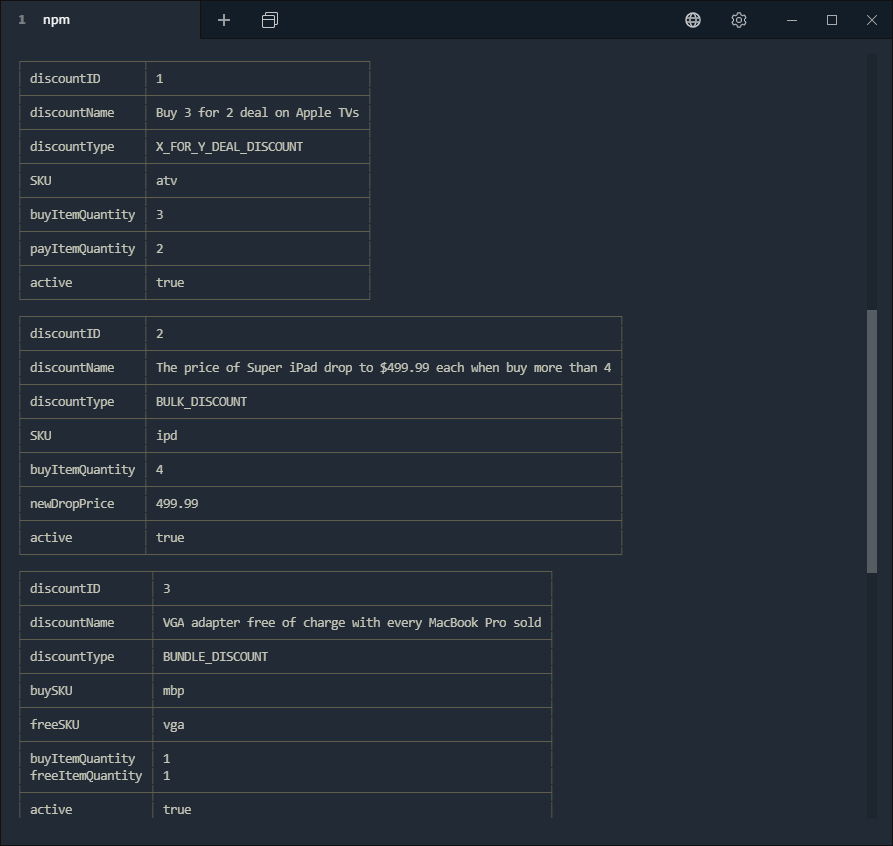 1 npm
discountID 1
discountName Buy 3 for 2 deal on Apple TVs
discountType X_FOR_Y_DEAL_DISCOUNT
SKU atv
buyItemQuantity 3
payItemQuantity 2
active true
discountID 2
discountName The price of Super iPad drop to $499.99 each when buy more than 4
discountType BULK_DISCOUNT
SKU ipd
buyItemQuantity 4
newDropPrice 499.99
active true
discountID 3
discountName VGA adapter free of charge with every MacBook Pro sold
discountType BUNDLE_DISCOUNT
buySKU mbp
freeSKU vga
buyItemQuantity 1
freeItemQuantity 1
active true